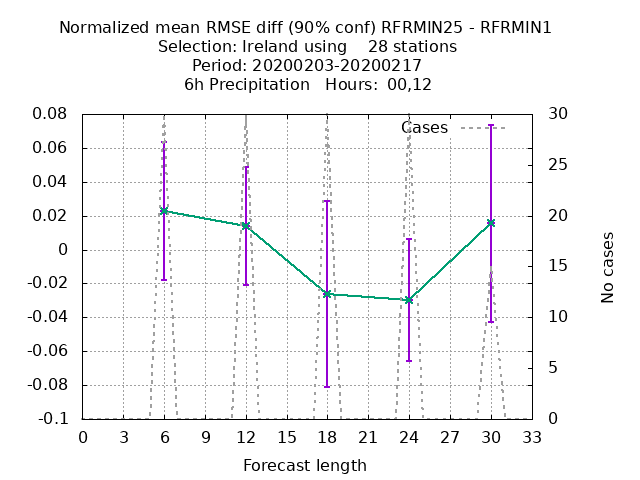 Normalized mean RMSE diff (90% conf) RFRMIN25 - RFRMIN1
Selection: Ireland using    28 stations
Period: 20200203-20200217
6h Precipitation   Hours:  00,12
Cases
0.08
0.06
0.04
0.02
0
-0.02
-0.04
-0.06
-0.08
-0.1
30
25
20
15
10
5
0
No cases
0 3 6 9 12 15 18 21 24 27 30 33
Forecast length